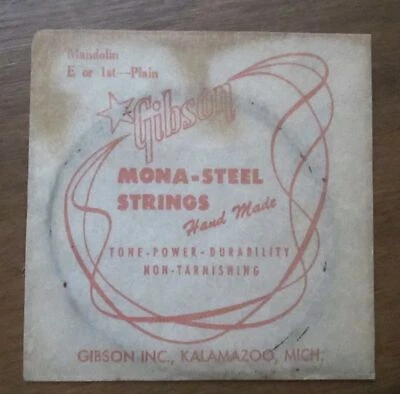 Mandolin
E or 1st—Plain
Gibson
MONA-STEEL
STRINGS
Hand Made
TONE-POWER-DURABILITY
NON-TARNISHING
GIBSON INC., KALAMAZOO, MICH.